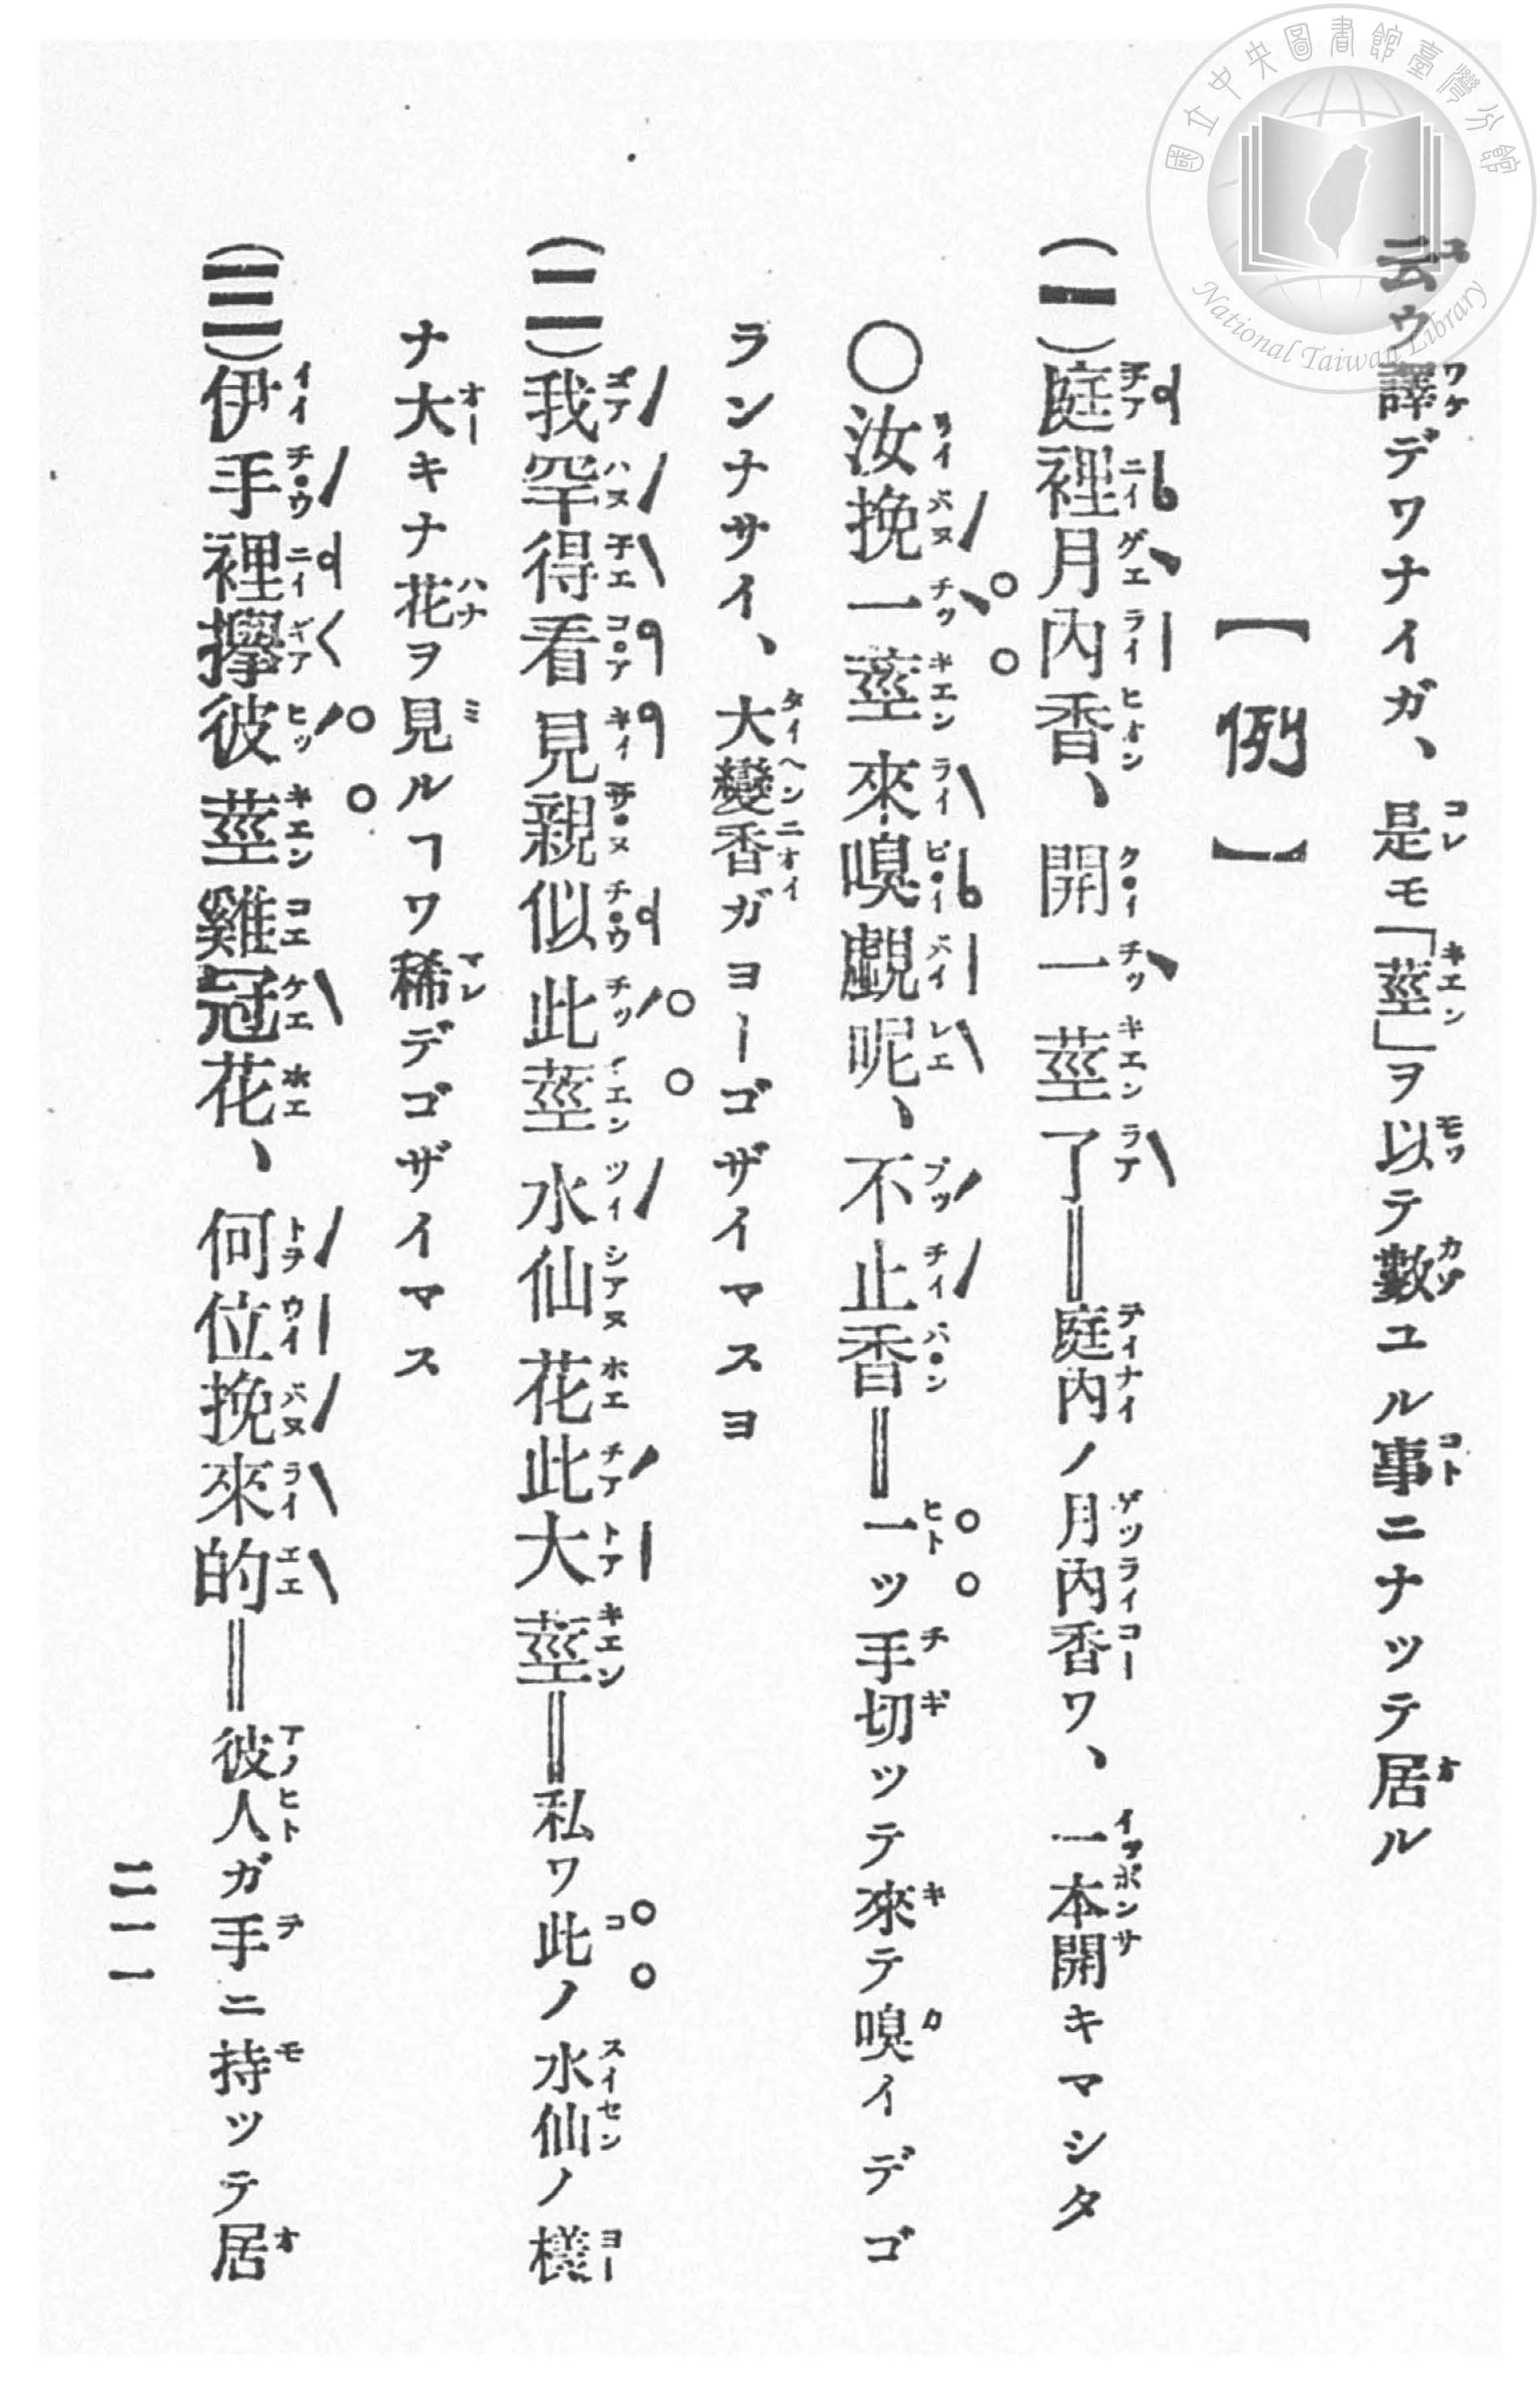 云ウ譯デワナイガ、是モ「莖」ヲ以テ數ユル事ニナッテ居ル
【例】
(一)庭裡月內香、開一莖了＝庭內ノ月內香ワ、一本開キマシタ
〇汝挽一莖來嗅覷呢、不止香＝一ッ手切ッテ來テ嗅イデゴ
ランナサイ、大變香ガヨーゴザイマスヨ
(二)我罕得看見親似此莖水仙花此大莖＝私ワ此ノ水仙ノ樣
ナ大キナ花ヲ見ルヿワ稀デゴザイマス
(三)伊手裡攑彼莖雞冠花、何位挽來的＝彼人ガ手ニ持ッテ居
二一一
國立中央圖書館臺灣分館
National Taiwan Library